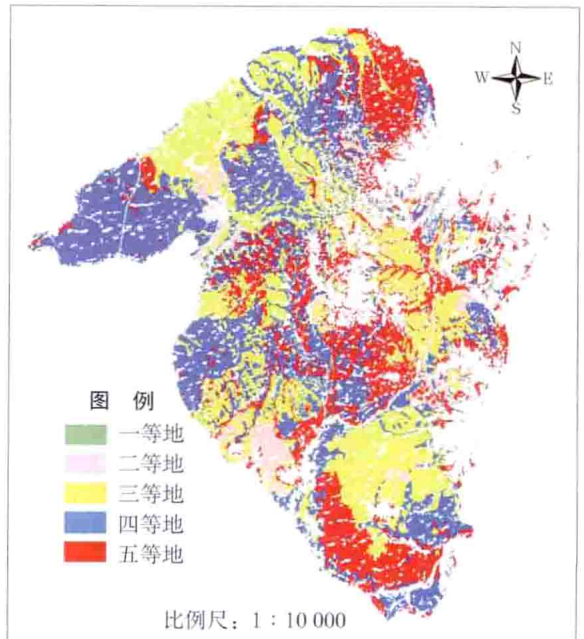 N
W E
S
图 例
一等地
二等地
三等地
四等地
五等地
比例尺：1：10 000